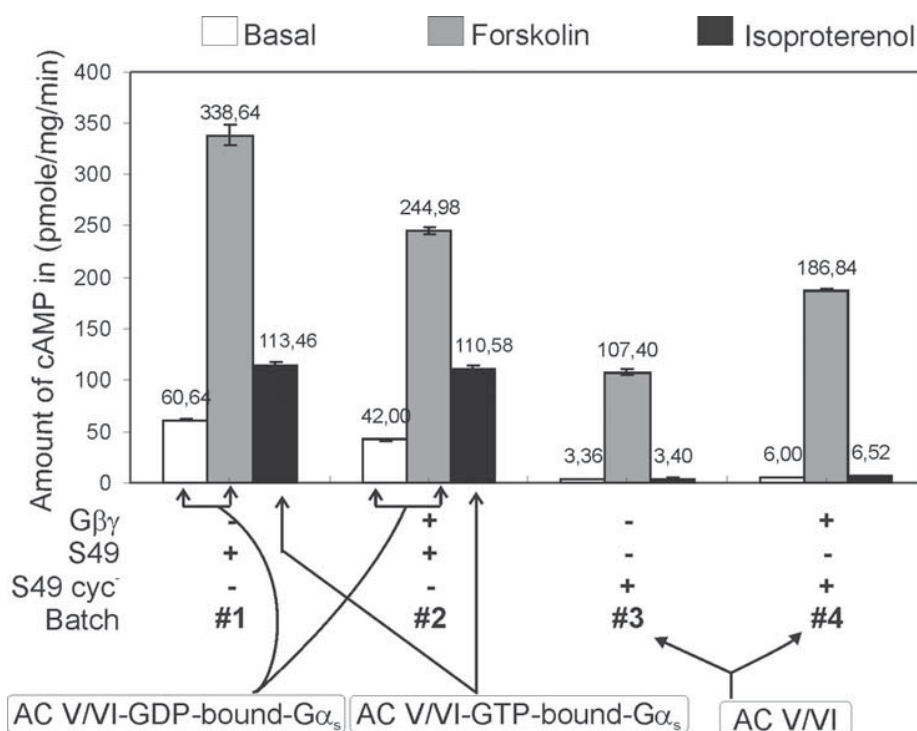 Basal Forskolin Isoproterenol
Amount of cAMP in (pmole/mg/min)
400
350
300
250
200
150
100
50
0
60,64 338,64 113,46
42,00 244,98 110,58
3,36 107,40 3,40
6,00 186,84 6,52
Gβγ - + - +
S49 + + - -
S49 cyc⁻ - - + +
Batch #1 #2 #3 #4
AC V/VI-GDP-bound-Gαₛ AC V/VI-GTP-bound-Gαₛ AC V/VI